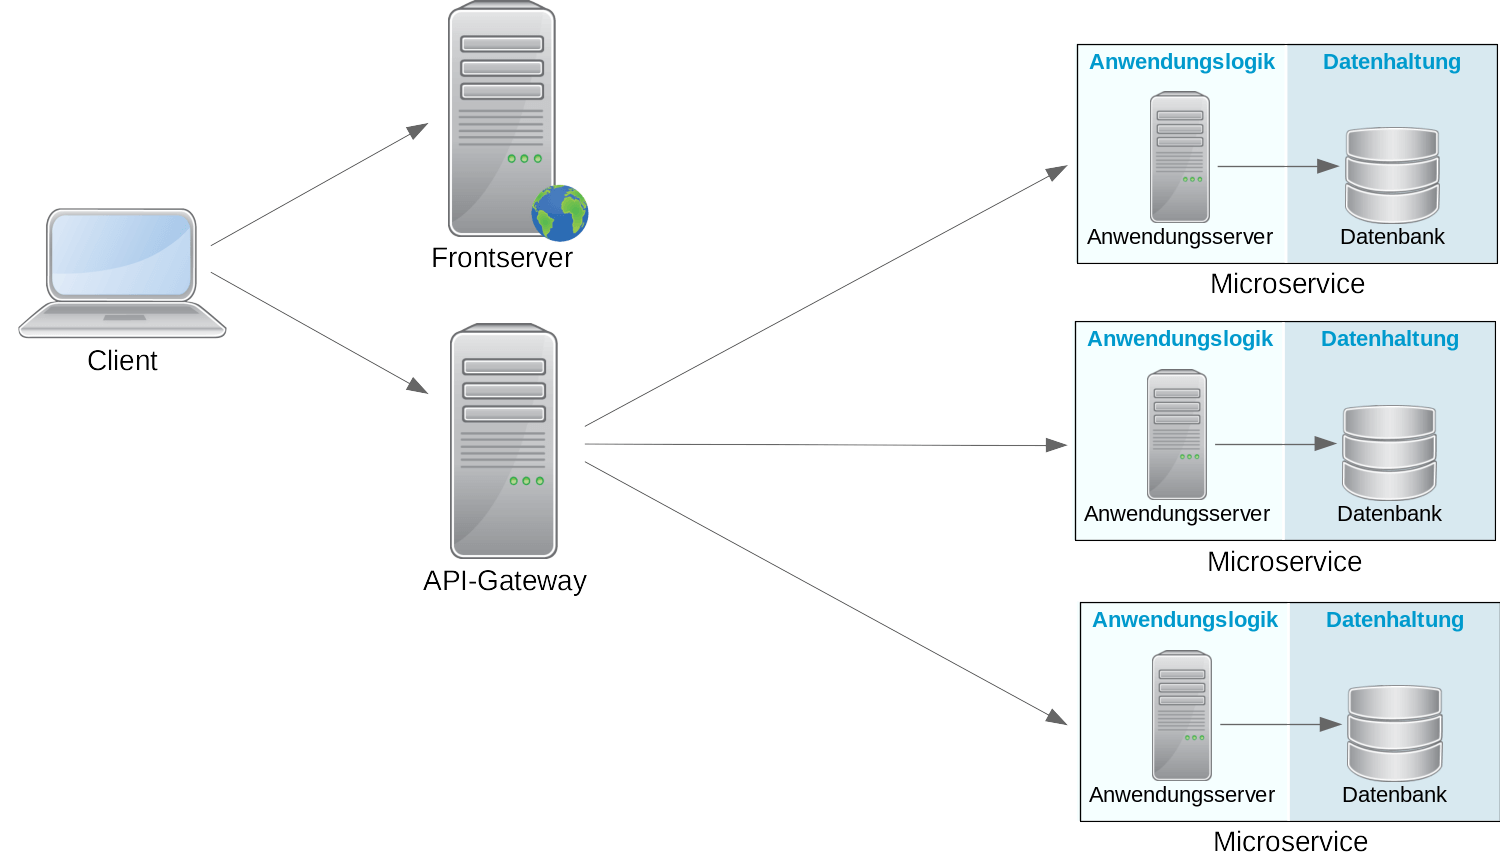 Client
Frontserver
API-Gateway
Anwendungslogik Datenhaltung
Anwendungsserver Datenbank
Microservice
Anwendungslogik Datenhaltung
Anwendungsserver Datenbank
Microservice
Anwendungslogik Datenhaltung
Anwendungsserver Datenbank
Microservice